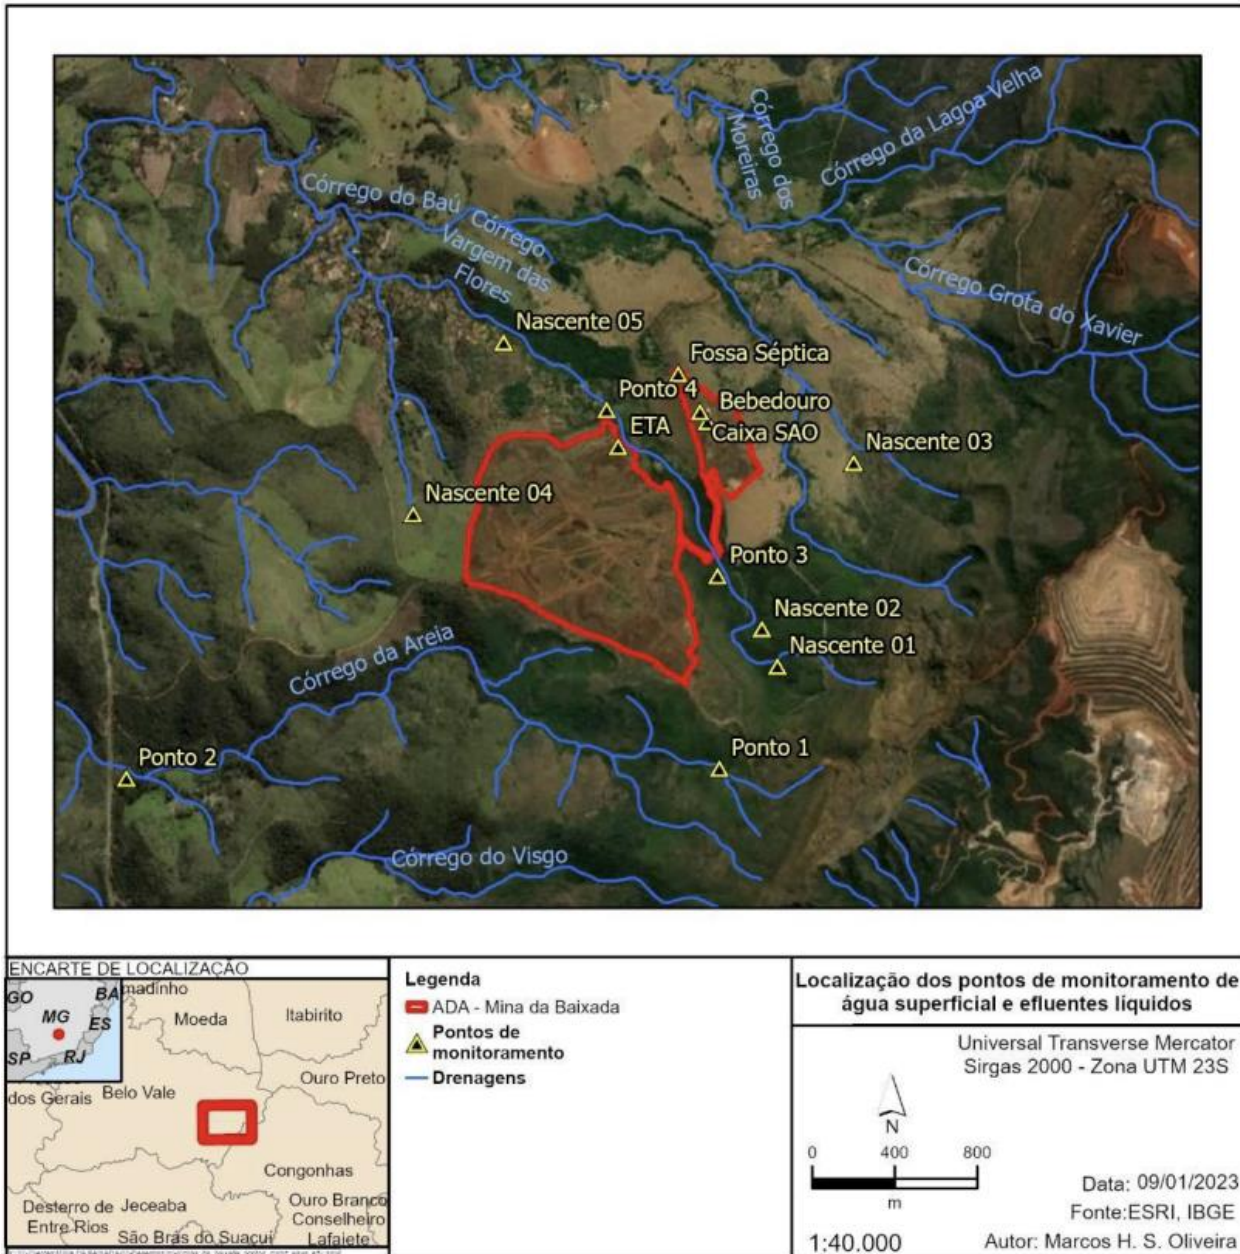 Córrego dos
Moreiras
Córrego da Lagoa Velha
Córrego do Baú
Córrego
Vargem das
Flores
Córrego Grota do Xavier
Nascente 05
Fossa Séptica
Ponto 4
Bebedouro
ETA
Caixa SAO
Nascente 03
Nascente 04
Ponto 3
Nascente 02
Nascente 01
Córrego da Areia
Ponto 1
Ponto 2
Córrego do Visgo
ENCARTE DE LOCALIZAÇÃO
GO
BA
MG
ES
SP
RJ
madinho
Moeda
Itabirito
Ouro Preto
dos Gerais
Belo Vale
Congonhas
Desterro de
Entre Rios
Jeceaba
Ouro Branco
Conselheiro
Lafaiete
São Brás do Suaçuí
Legenda
ADA - Mina da Baixada
Pontos de
monitoramento
Drenagens
Localização dos pontos de monitoramento de
água superficial e efluentes líquidos
Universal Transverse Mercator
Sirgas 2000 - Zona UTM 23S
N
0 400 800
m
Data: 09/01/2023
Fonte:ESRI, IBGE
1:40.000
Autor: Marcos H. S. Oliveira